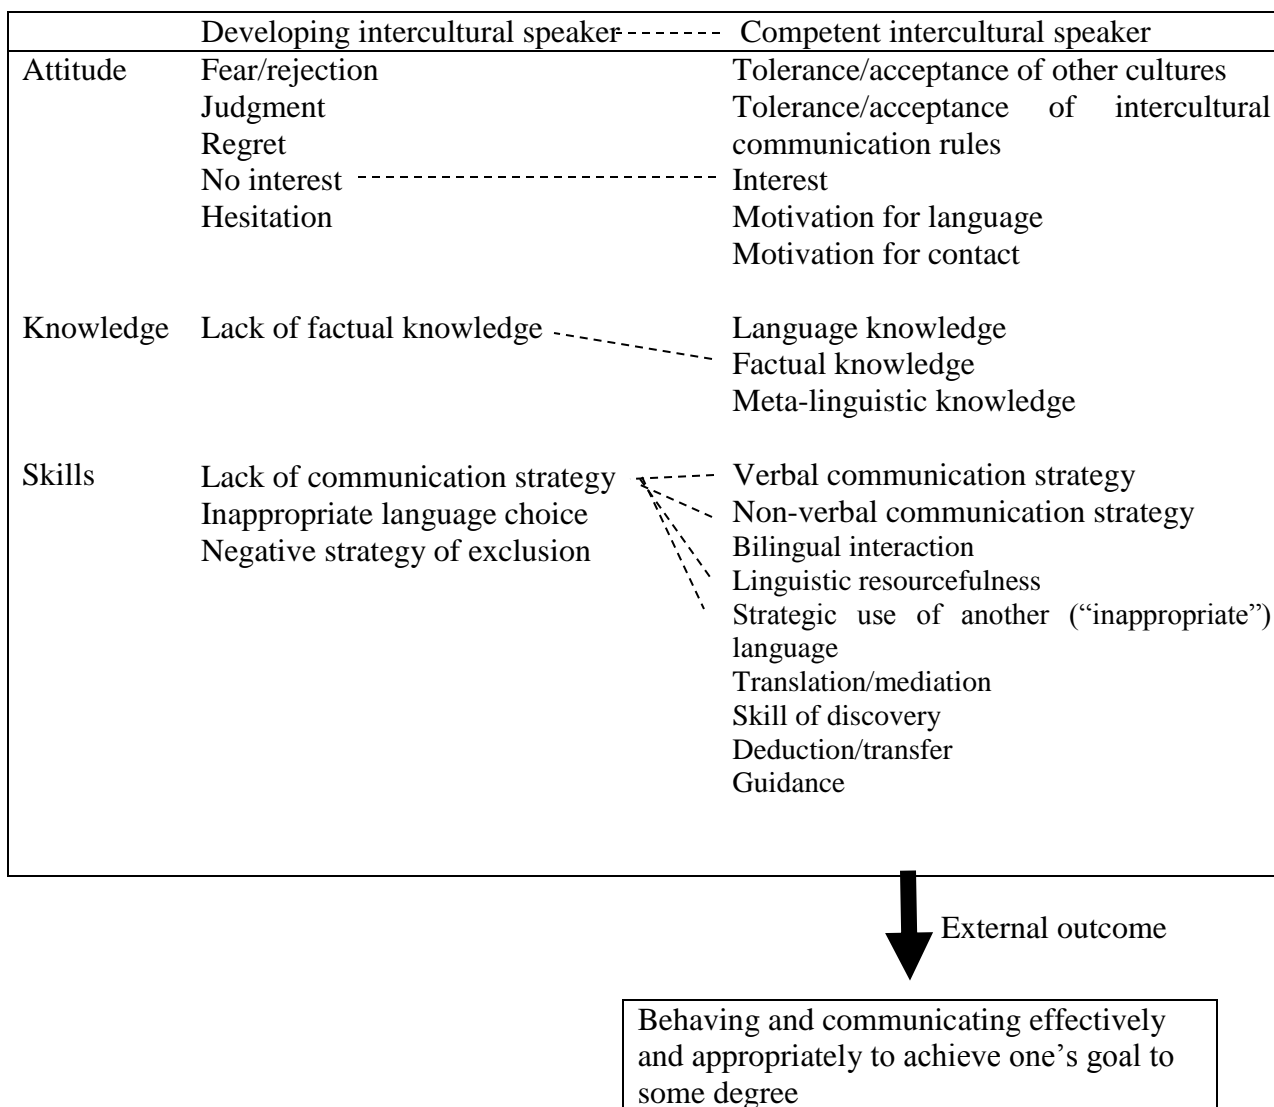 Developing intercultural speaker Competent intercultural speaker
Attitude Fear/rejection Tolerance/acceptance of other cultures
Judgment Tolerance/acceptance of intercultural
Regret communication rules
No interest Interest
Hesitation Motivation for language
Motivation for contact
Knowledge Lack of factual knowledge Language knowledge
Factual knowledge
Meta-linguistic knowledge
Skills Lack of communication strategy Verbal communication strategy
Inappropriate language choice Non-verbal communication strategy
Negative strategy of exclusion Bilingual interaction
Linguistic resourcefulness
Strategic use of another (“inappropriate”)
language
Translation/mediation
Skill of discovery
Deduction/transfer
Guidance
External outcome
Behaving and communicating effectively
and appropriately to achieve one’s goal to
some degree